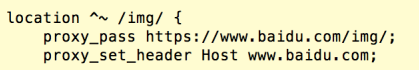 location ^~ /img/ {
    proxy_pass https://www.baidu.com/img/;
    proxy_set_header Host www.baidu.com;